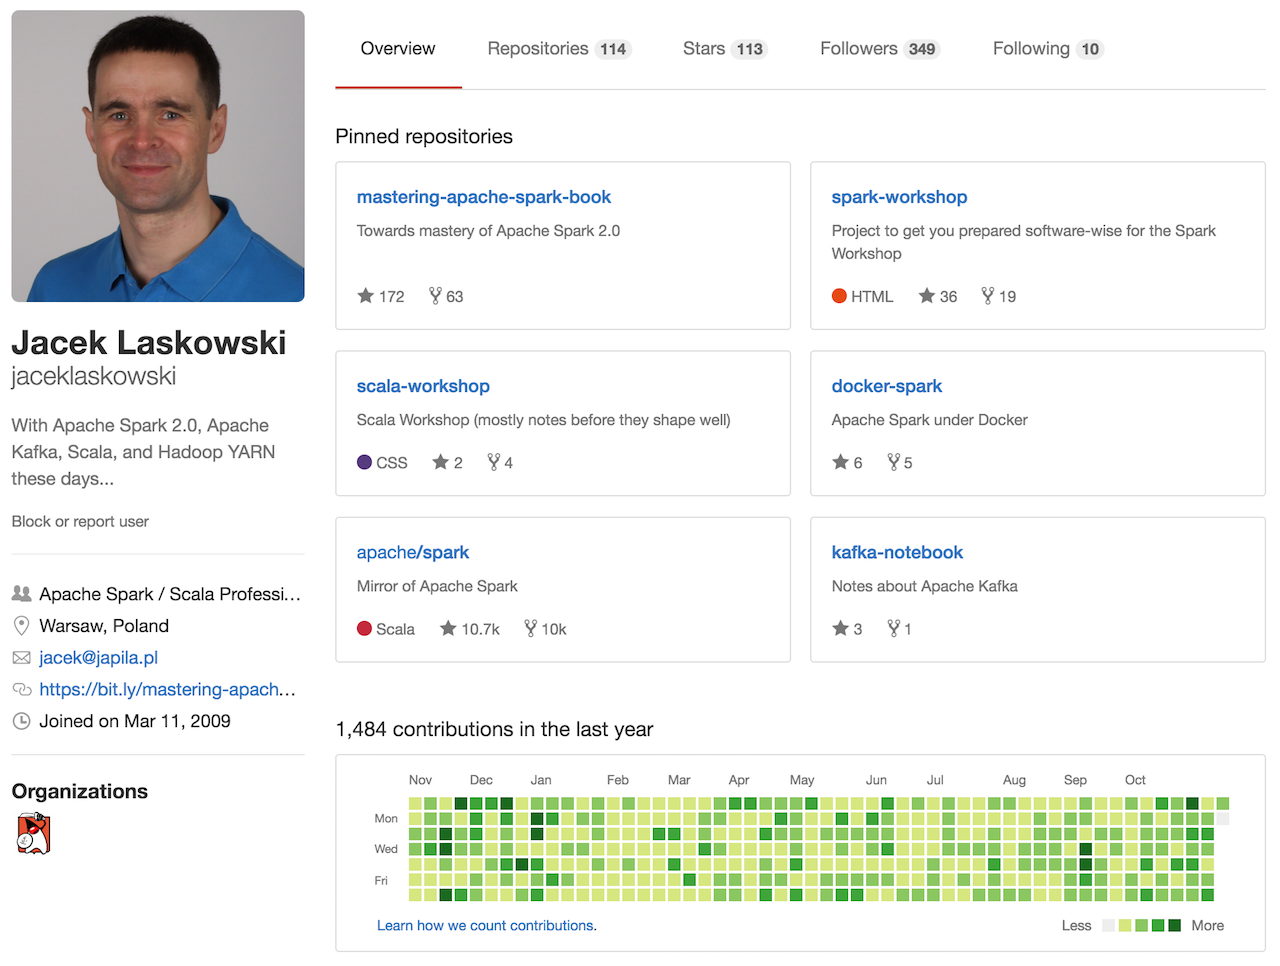 Overview Repositories 114 Stars 113 Followers 349 Following 10
Jacek Laskowski
jaceklaskowski
With Apache Spark 2.0, Apache
Kafka, Scala, and Hadoop YARN
these days...
Block or report user
Apache Spark / Scala Professi...
Warsaw, Poland
jacek@japila.pl
https://bit.ly/mastering-apach...
Joined on Mar 11, 2009
Organizations
Pinned repositories
mastering-apache-spark-book
Towards mastery of Apache Spark 2.0
172 63
spark-workshop
Project to get you prepared software-wise for the Spark
Workshop
HTML 36 19
scala-workshop
Scala Workshop (mostly notes before they shape well)
CSS 2 4
docker-spark
Apache Spark under Docker
6 5
apache/spark
Mirror of Apache Spark
Scala 10.7k 10k
kafka-notebook
Notes about Apache Kafka
3 1
1,484 contributions in the last year
Nov Dec Jan Feb Mar Apr May Jun Jul Aug Sep Oct
Mon
Wed
Fri
Learn how we count contributions.
Less More